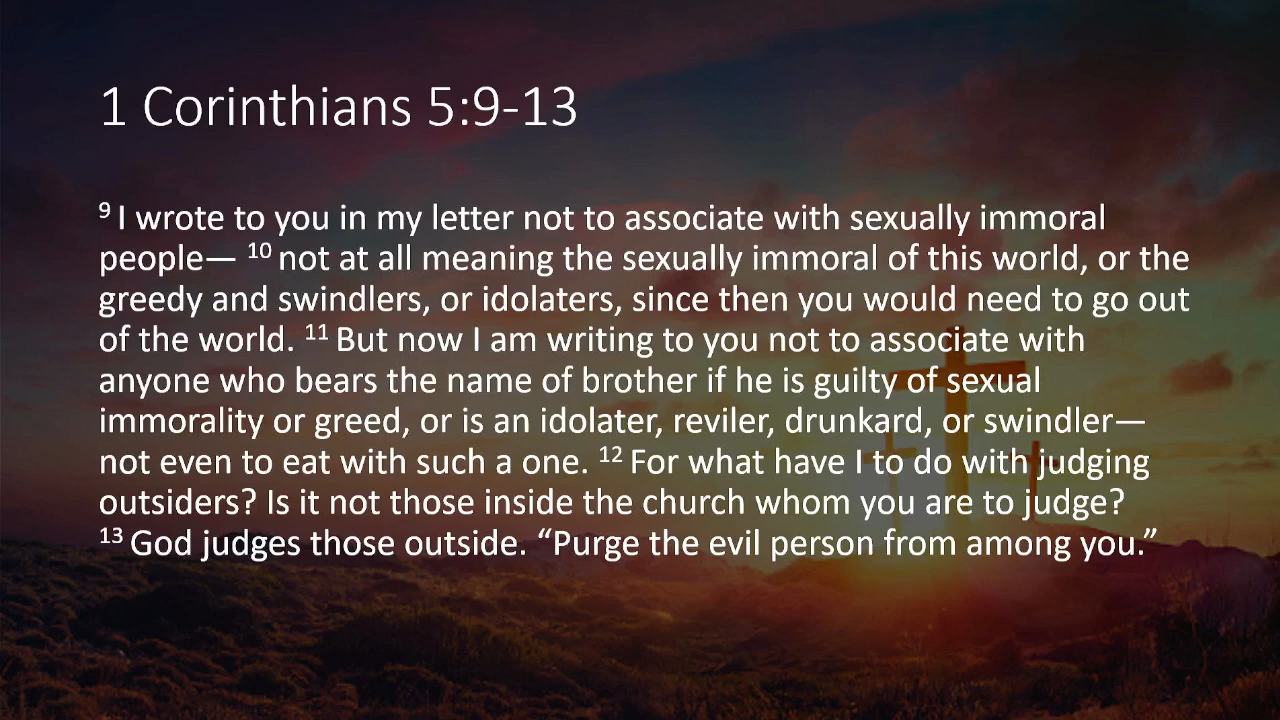 1 Corinthians 5:9-13
⁹ I wrote to you in my letter not to associate with sexually immoral
people— ¹⁰ not at all meaning the sexually immoral of this world, or the
greedy and swindlers, or idolaters, since then you would need to go out
of the world. ¹¹ But now I am writing to you not to associate with
anyone who bears the name of brother if he is guilty of sexual
immorality or greed, or is an idolater, reviler, drunkard, or swindler—
not even to eat with such a one. ¹² For what have I to do with judging
outsiders? Is it not those inside the church whom you are to judge?
¹³ God judges those outside. “Purge the evil person from among you.”